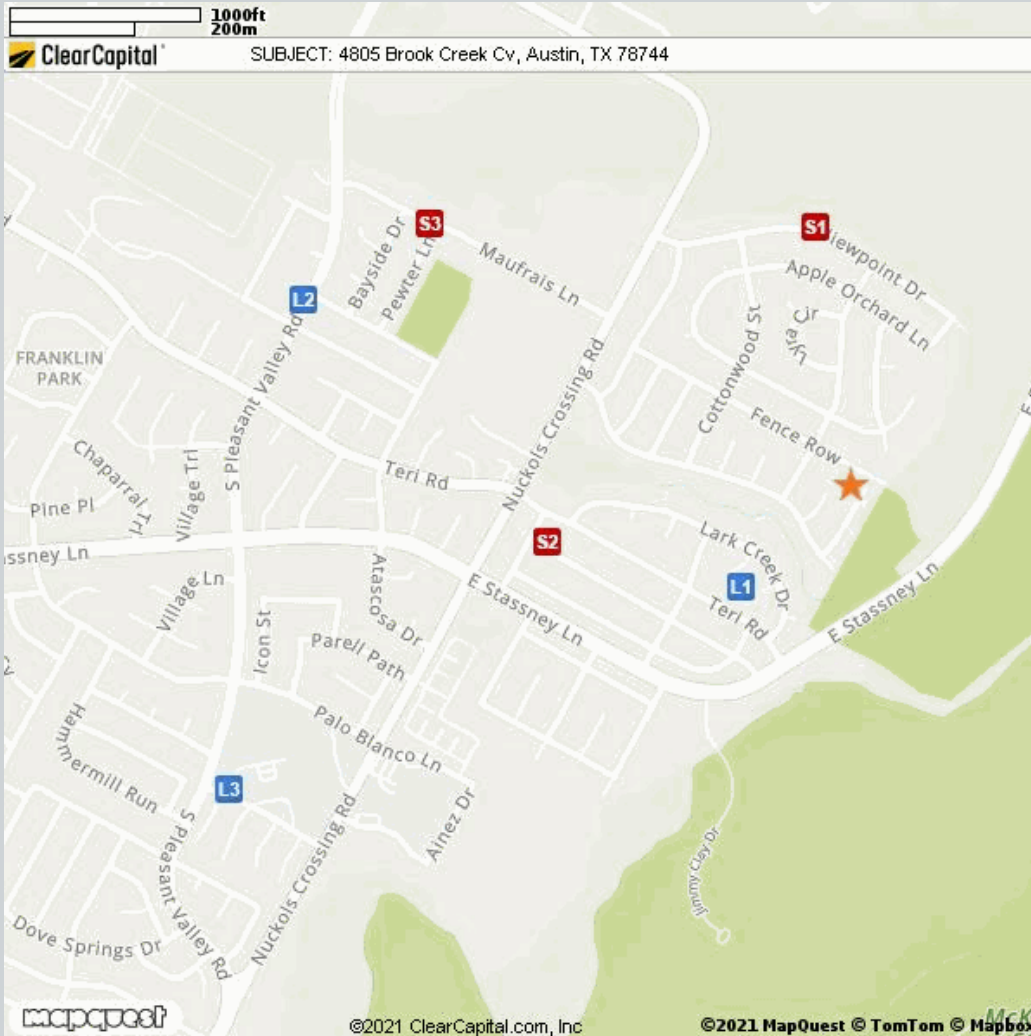 1000ft
200m
ClearCapital
SUBJECT: 4805 Brook Creek Cv, Austin, TX 78744
S3
S1
Viewpoint Dr
Bayside Dr
Pewter Ln
Maufrais Ln
Apple Orchard Ln
L2
Lyra Cir
Cottonwood St
FRANKLIN
PARK
S Pleasant Valley Rd
Nuckols Crossing Rd
Fence Row
Chaparral Trl
Village Trl
Teri Rd
Pine Pl
S2
Lark Creek Dr
L1
Teri Rd
E Stassney Ln
Village Ln
Atascosa Dr
E Stassney Ln
Icon St
Parell Path
Palo Blanco Ln
Hammermill Run
L3
S Pleasant Valley Rd
Nuckols Crossing Rd
Ainez Dr
Jimmy Clay Dr
Dove Springs Dr
mapquest
©2021 ClearCapital.com, Inc
©2021 MapQuest © TomTom © Mapbox